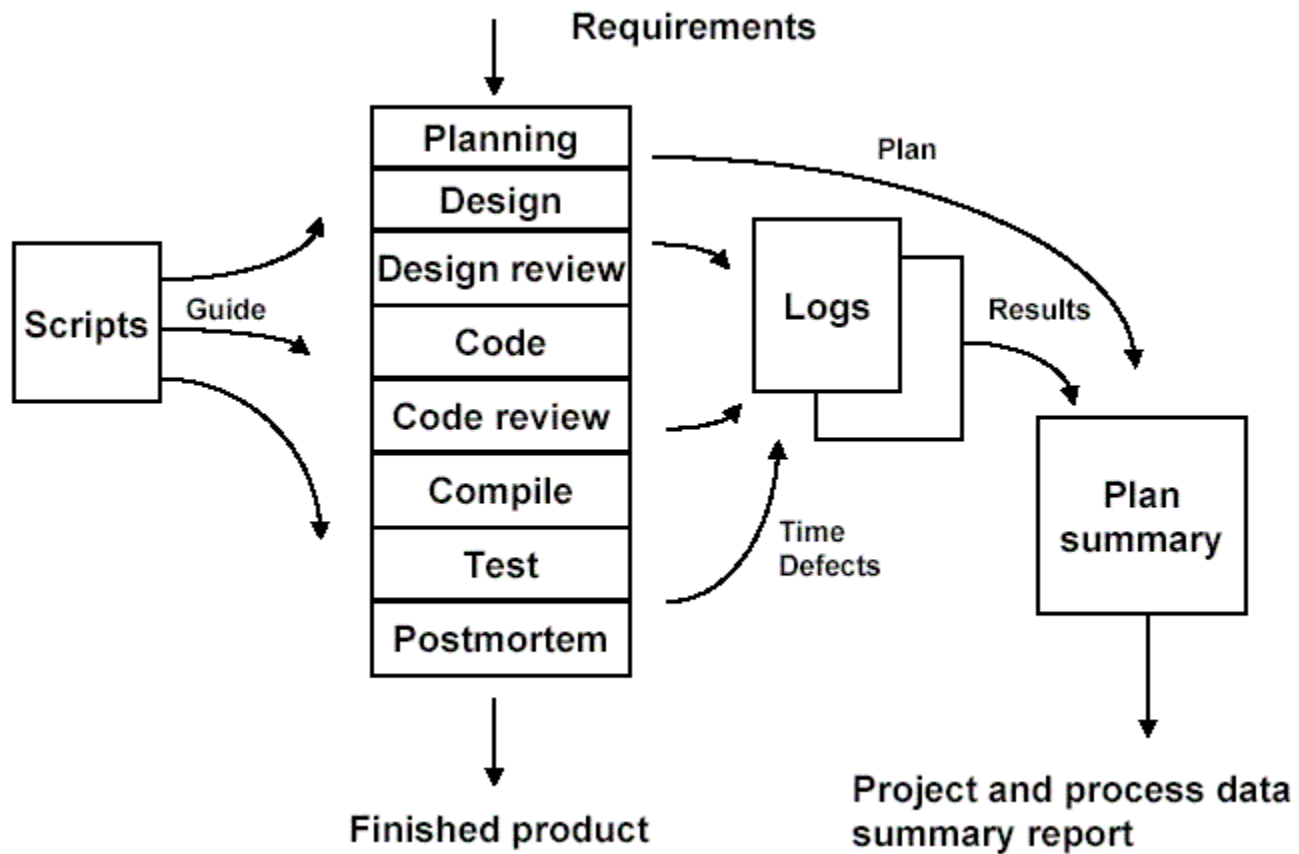 Requirements
Planning
Design
Design review
Code
Code review
Compile
Test
Postmortem
Scripts
Guide
Plan
Logs
Results
Time
Defects
Plan
summary
Finished product
Project and process data
summary report